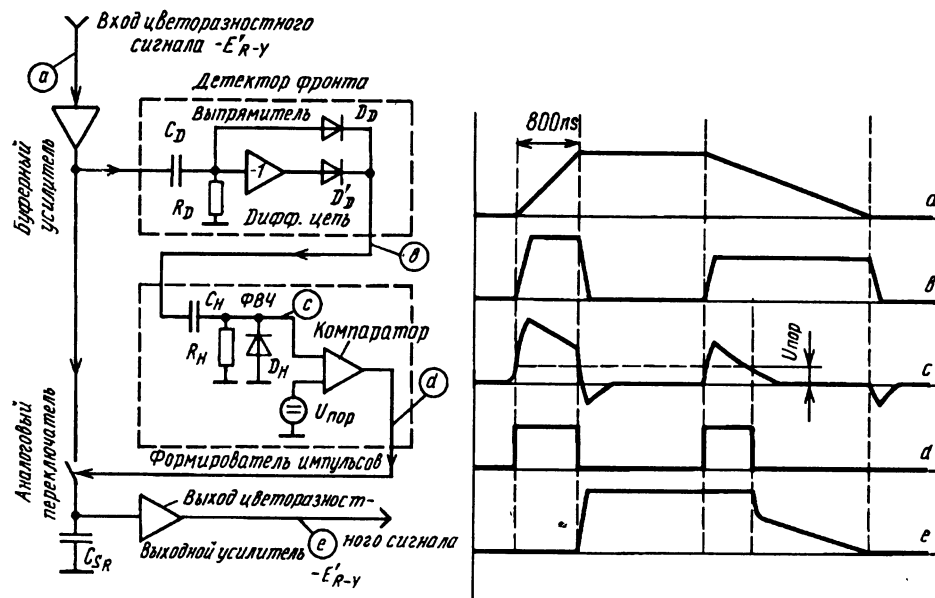 Вход цветоразностного
сигнала -E'R-Y
a
Детектор фронта
Выпрямитель
DD
CD
-1
D'D
RD
Дифф. цепь
Буферный
усилитель
в
CH
ФВЧ
c
Компаратор
RH
DH
d
Uпор
Формирователь импульсов
Аналоговый
переключатель
Выход цветоразност-
ного сигнала
e
Выходной усилитель
-E'R-Y
CSR
800ns
a
в
Uпор
c
d
e